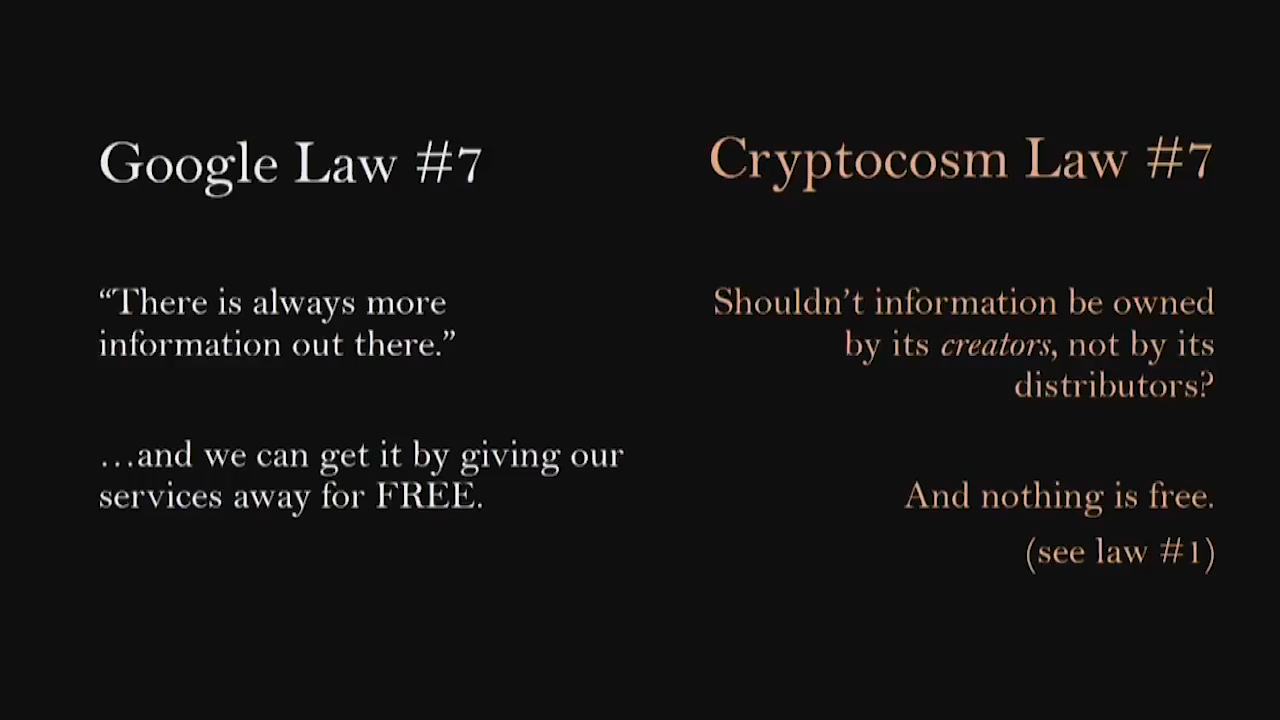 Google Law #7
“There is always more
information out there.”
…and we can get it by giving our
services away for FREE.
Cryptocosm Law #7
Shouldn’t information be owned
by its creators, not by its
distributors?
And nothing is free.
(see law #1)